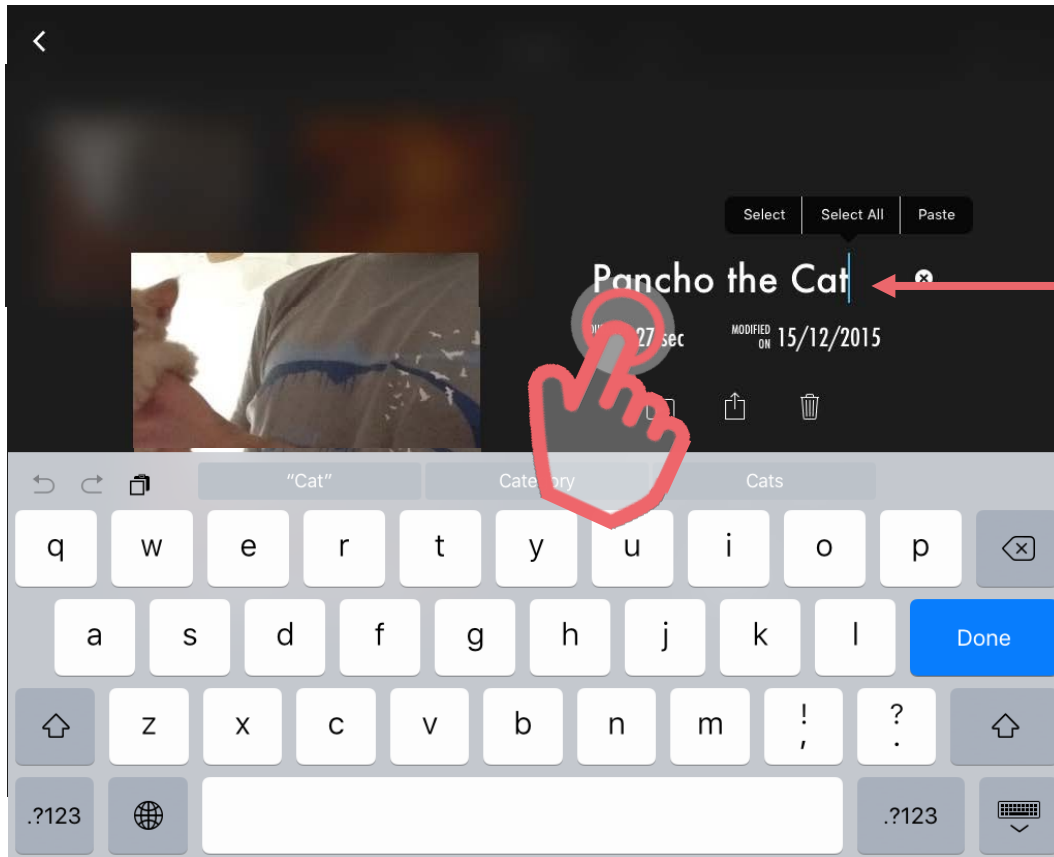 Select Select All Paste
Pancho the Cat
27 sec MODIFIED ON 15/12/2015
“Cat” Category Cats
q w e r t y u i o p
a s d f g h j k l Done
z x c v b n m ! , ? .
.?123 .?123